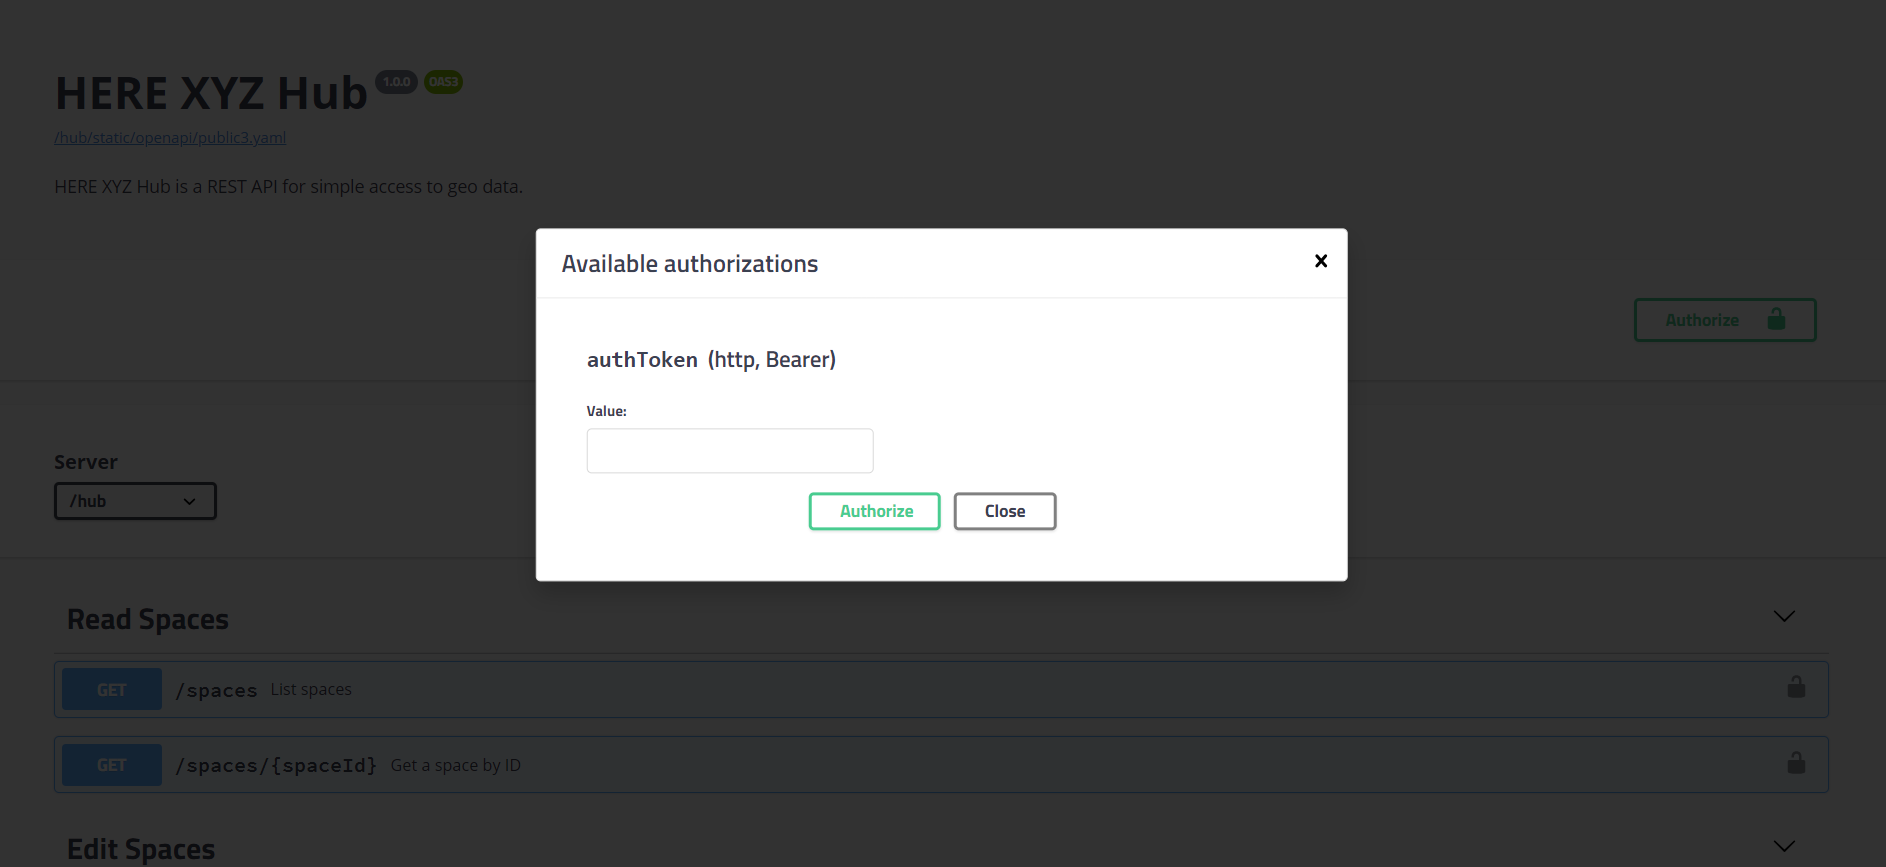 HERE XYZ Hub 1.0.0 OAS3
/hub/static/openapi/public3.yaml
HERE XYZ Hub is a REST API for simple access to geo data.
Available authorizations
Authorize
authToken (http, Bearer)
Value:
Server
/hub
Authorize Close
Read Spaces
GET /spaces List spaces
GET /spaces/{spaceId} Get a space by ID
Edit Spaces